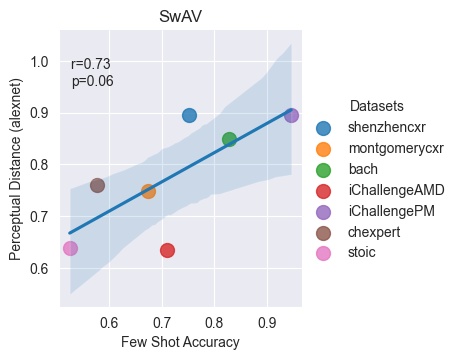 SwAV
r=0.73
p=0.06
1.0
0.9
0.8
0.7
0.6
Perceptual Distance (alexnet)
0.6 0.7 0.8 0.9
Few Shot Accuracy
Datasets
shenzhencxr
montgomerycxr
bach
iChallengeAMD
iChallengePM
chexpert
stoic